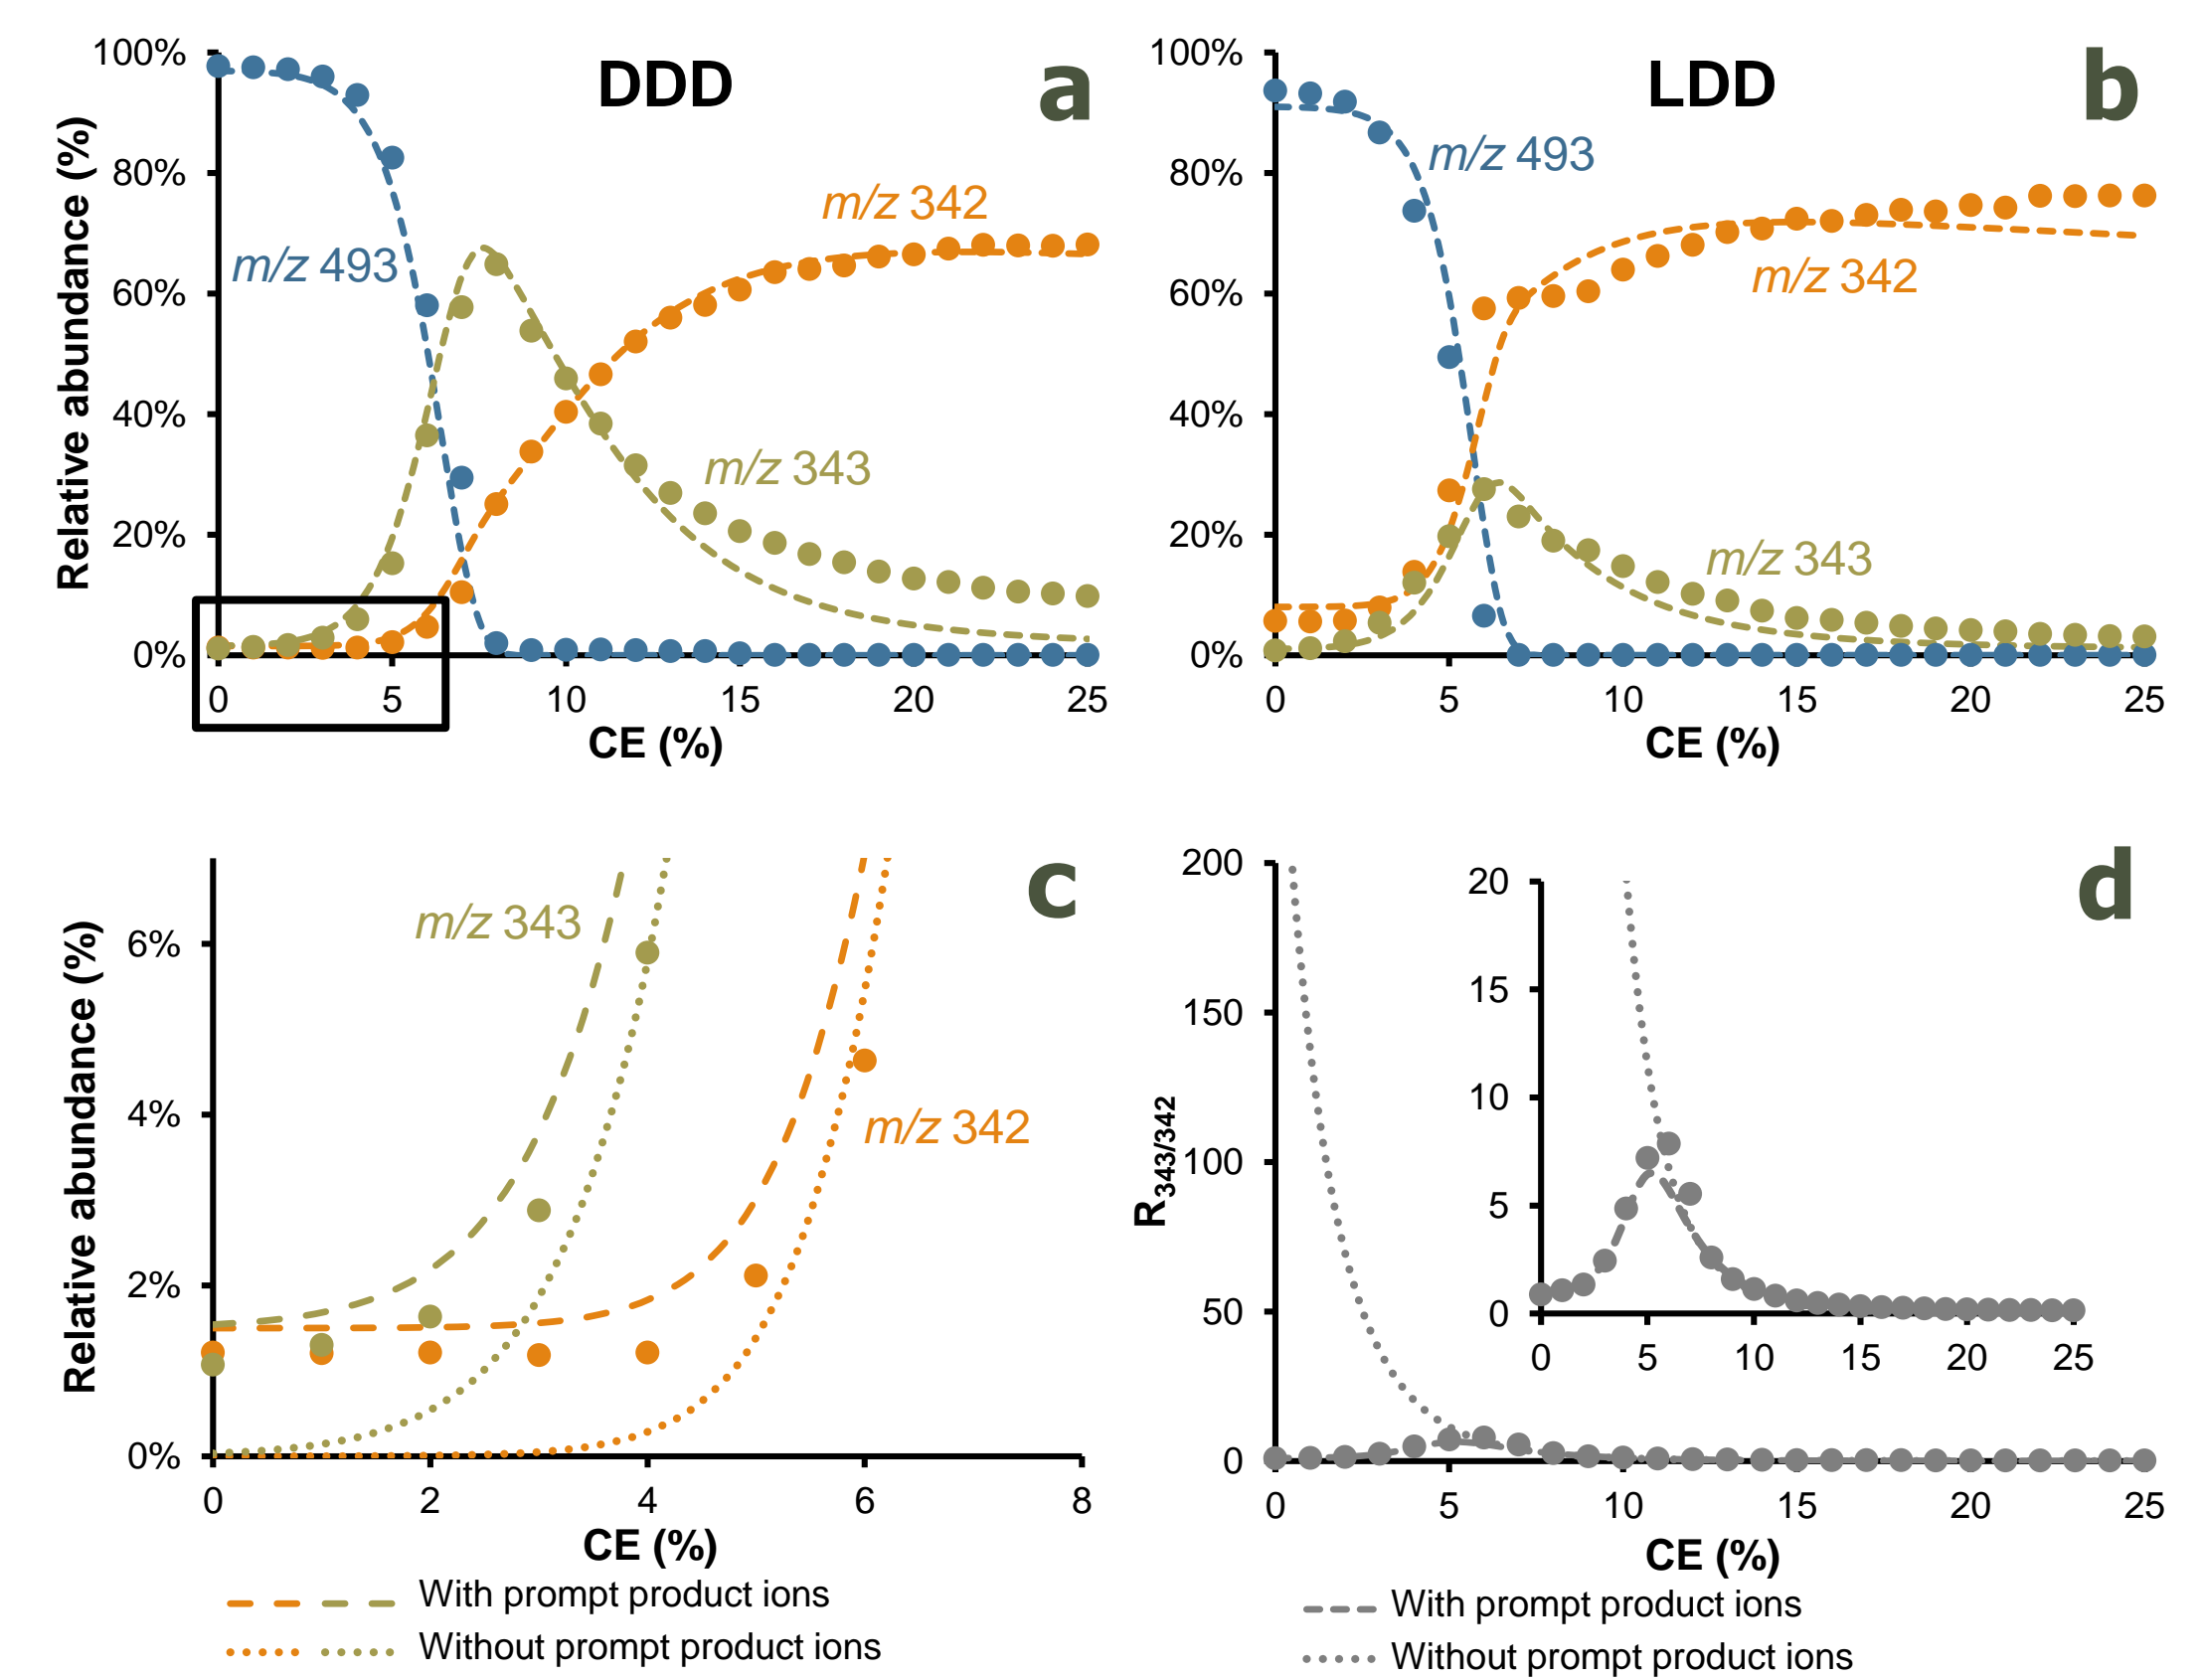 DDD
a
100%
80%
60%
40%
20%
0%
Relative abundance (%)
m/z 493
m/z 342
m/z 343
0 5 10 15 20 25
CE (%)
LDD
b
100%
80%
60%
40%
20%
0%
m/z 493
m/z 342
m/z 343
0 5 10 15 20 25
CE (%)
c
6%
4%
2%
0%
Relative abundance (%)
m/z 343
m/z 342
0 2 4 6 8
CE (%)
With prompt product ions
Without prompt product ions
d
200
150
100
50
0
R343/342
20
15
10
5
0
0 5 10 15 20 25
0 5 10 15 20 25
CE (%)
With prompt product ions
Without prompt product ions